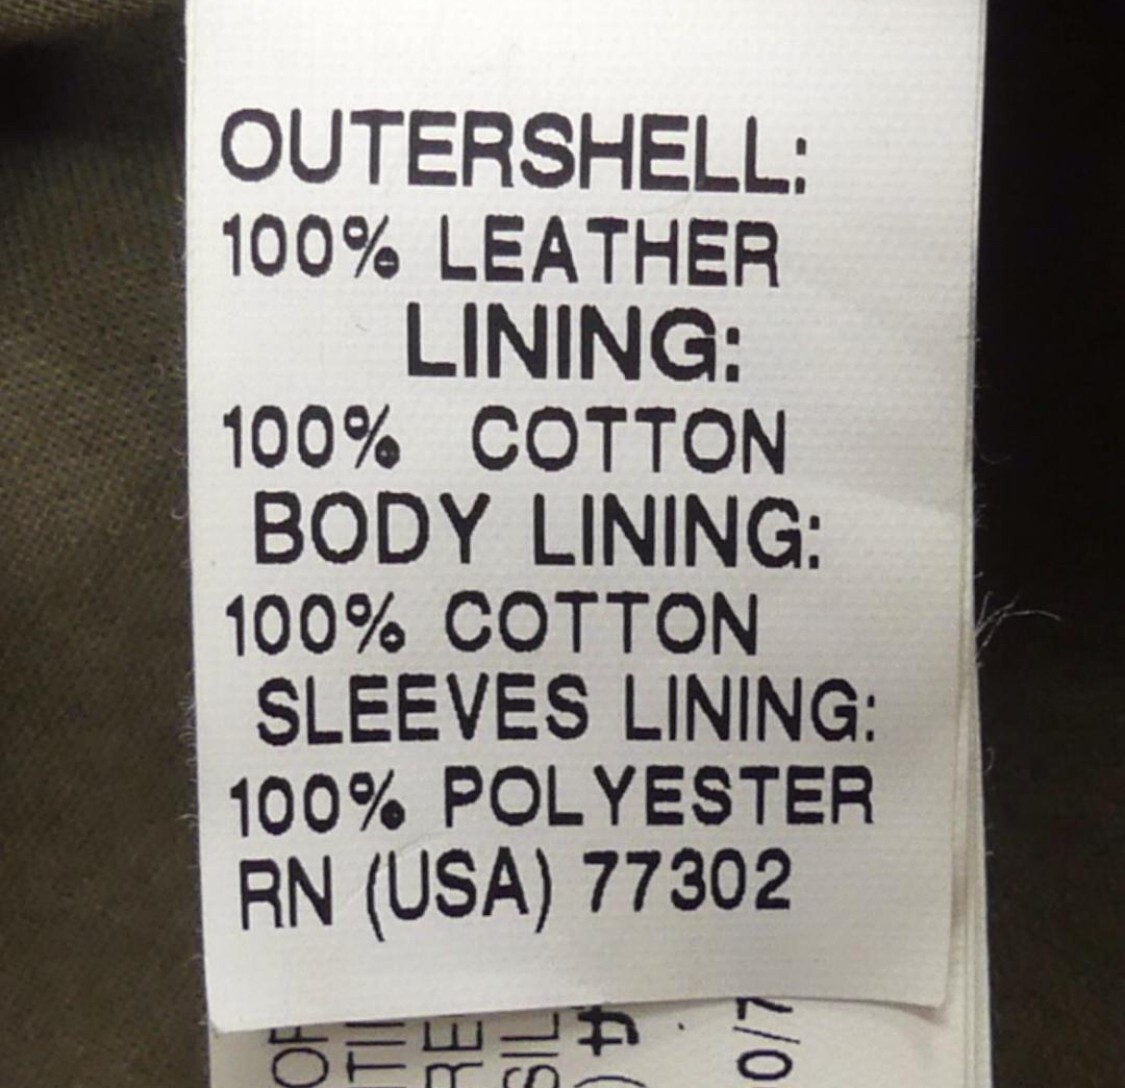 OUTERSHELL:
100% LEATHER
LINING:
100% COTTON
BODY LINING:
100% COTTON
SLEEVES LINING:
100% POLYESTER
RN (USA) 77302